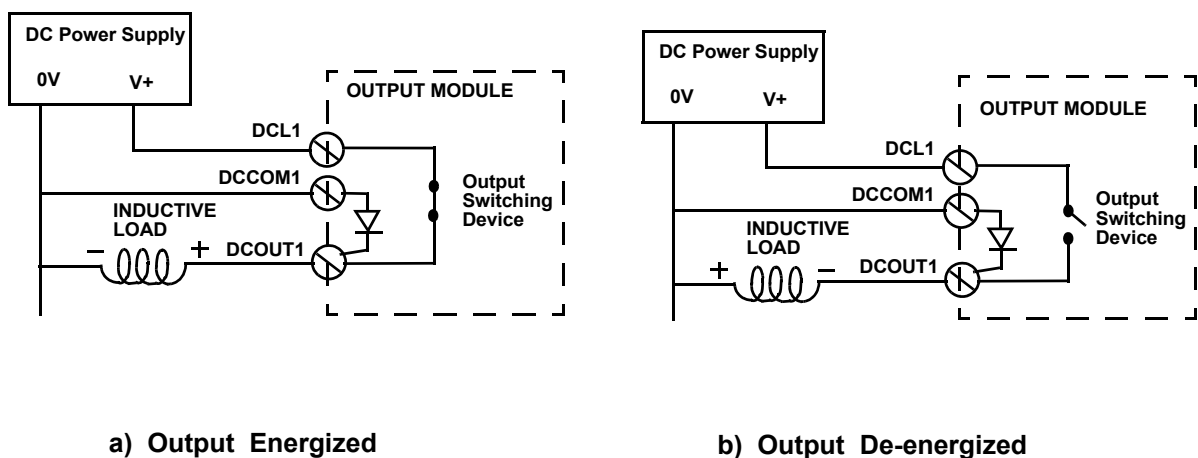 DC Power Supply
0V V+
OUTPUT MODULE
DCL1
DCCOM1
INDUCTIVE
LOAD
− +
DCOUT1
Output
Switching
Device
a) Output Energized
DC Power Supply
0V V+
OUTPUT MODULE
DCL1
DCCOM1
INDUCTIVE
LOAD
+ −
DCOUT1
Output
Switching
Device
b) Output De-energized